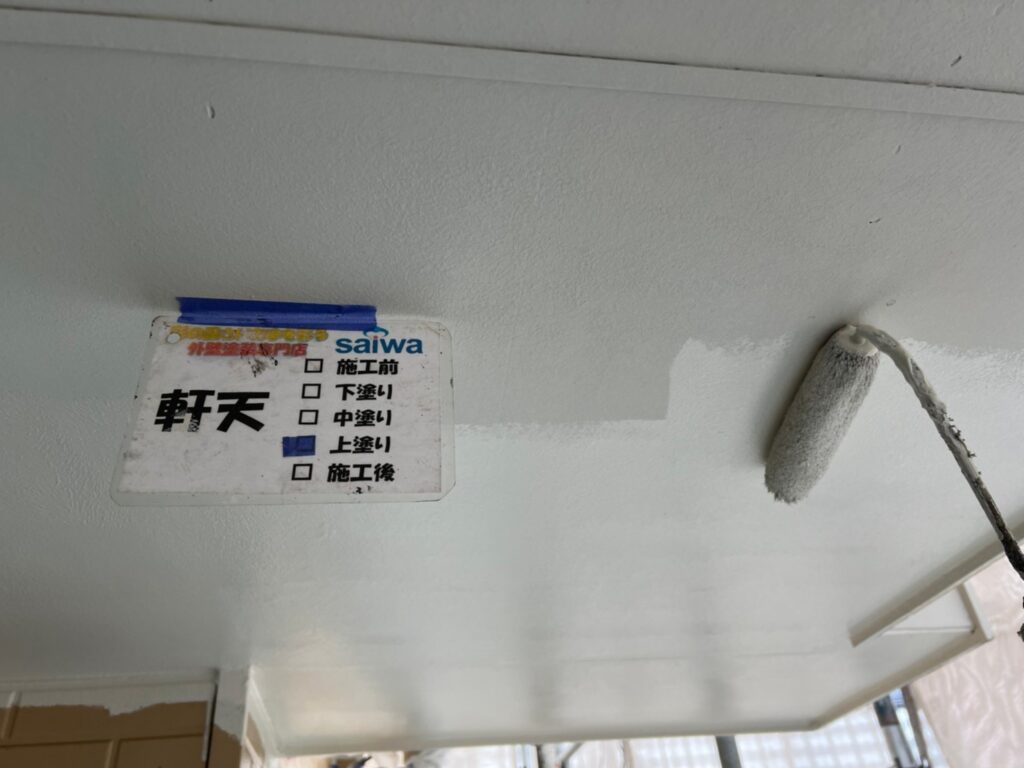 外壁塗装専門店
saiwa
軒天
□ 施工前
□ 下塗り
□ 中塗り
上塗り
□ 施工後